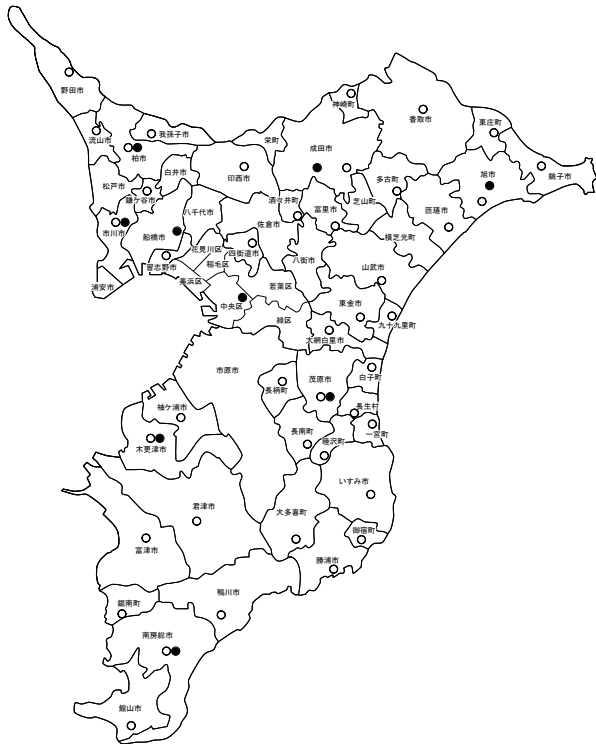 野田市
神崎町
香取市
東庄町
流山市
我孫子市
栄町
成田市
柏市
白井市
印西市
多古町
旭市
銚子市
松戸市
鎌ケ谷市
酒々井町
富里市
芝山町
匝瑳市
八千代市
市川市
船橋市
佐倉市
横芝光町
花見川区
四街道市
八街市
習志野市
稲毛区
山武市
美浜区
浦安市
若葉区
中央区
東金市
緑区
九十九里町
大網白里市
市原市
茂原市
白子町
長柄町
袖ケ浦市
長生村
長南町
一宮町
睦沢町
木更津市
いすみ市
君津市
大多喜町
御宿町
富津市
勝浦市
鴨川市
鋸南町
南房総市
館山市